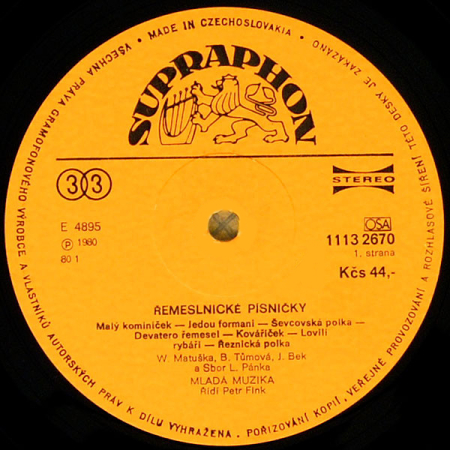 VŠECHNA PRÁVA GRAMOFONOVÉHO VÝROBCE A VLASTNÍKŮ AUTORSKÝCH PRÁV K DÍLU VYHRAŽENA. POŘIZOVÁNÍ KOPIÍ, VEŘEJNÉ PROVOZOVÁNÍ A ROZHLASOVÉ ŠÍŘENÍ TÉTO DESKY JE ZAKÁZÁNO
• MADE IN CZECHOSLOVAKIA •
SUPRAPHON
33
STEREO
E 4895
Ⓟ 1980
80 1
OSA
1113 2670
1. strana
Kčs 44,-
ŘEMESLNICKÉ PÍSNIČKY
Malý kominíček — Jedou formani — Ševcovská polka —
Devatero řemesel — Kovářiček — Lovili
rybáři — Řeznická polka
W. Matuška, B. Tůmová, J. Bek
a Sbor L. Pánka
MLADÁ MUZIKA
Řídí Petr Fink